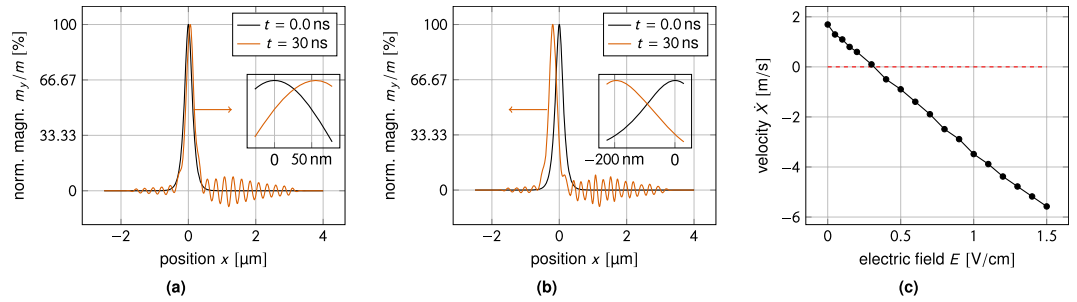 100
66.67
33.33
0
norm. magn. m_y/m [%]
t = 0.0 ns
t = 30 ns
0
50 nm
−2
0
2
4
position x [µm]
(a)
100
66.67
33.33
0
norm. magn. m_y/m [%]
t = 0.0 ns
t = 30 ns
−200 nm
0
−2
0
2
4
position x [µm]
(b)
2
0
−2
−4
−6
velocity Ẋ [m/s]
0
0.5
1
1.5
electric field E [V/cm]
(c)